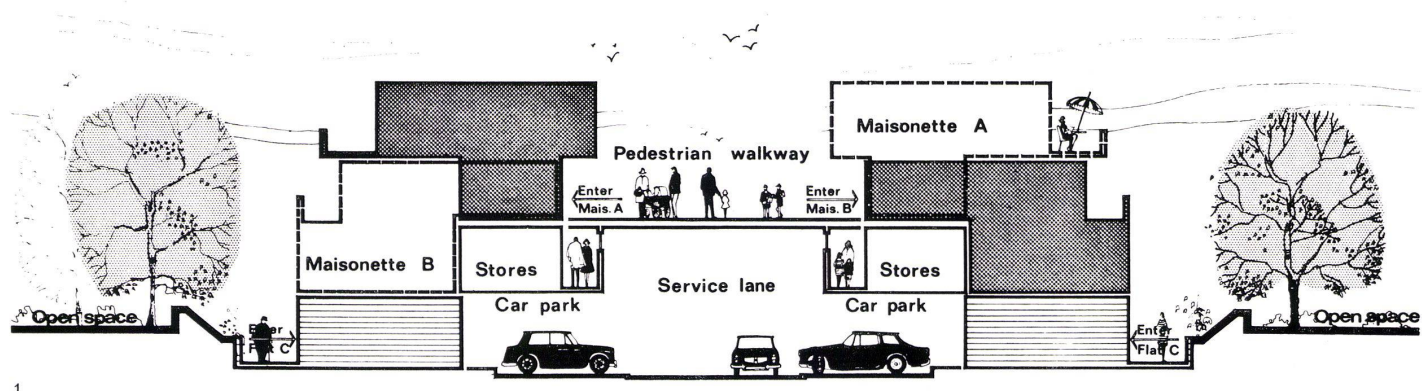 Maisonette A
Pedestrian walkway
Enter
Mais. A
Enter
Mais. B
Maisonette B
Stores
Service lane
Stores
Car park
Car park
Open space
Enter
Flat C
Enter
Flat C
Open space
1